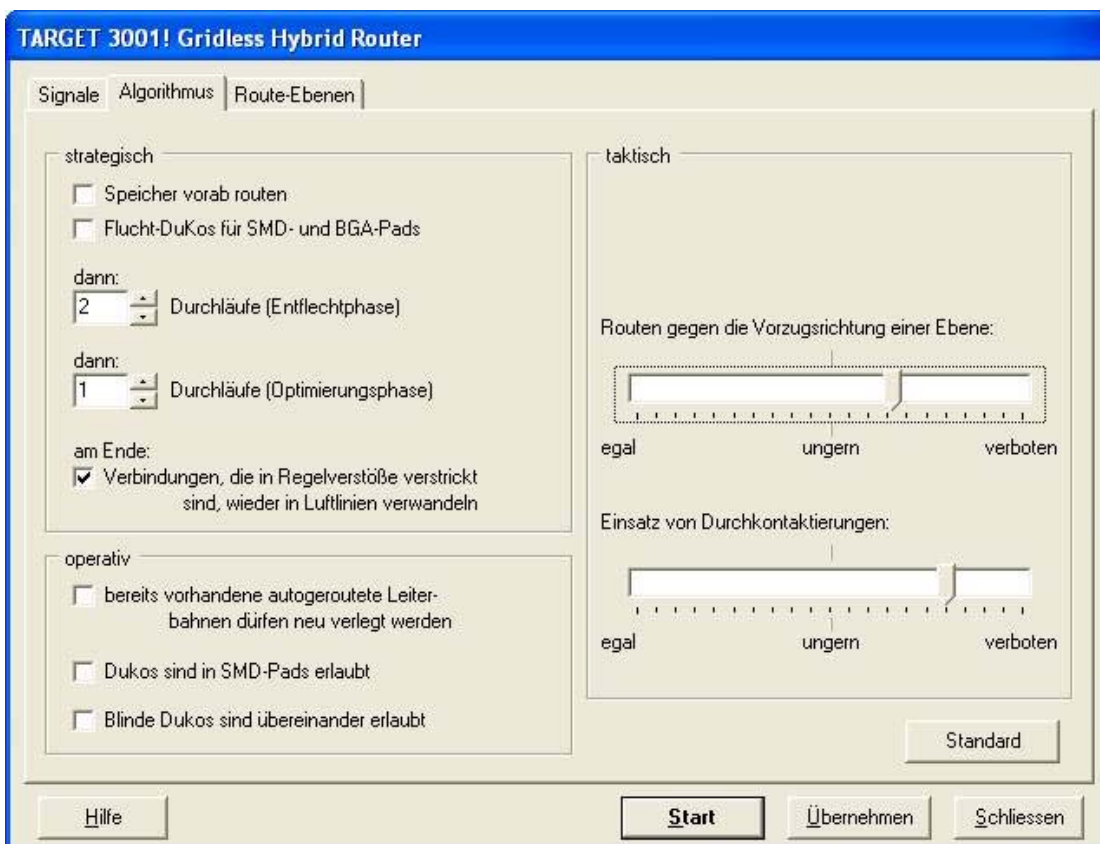 TARGET 3001! Gridless Hybrid Router
Signale Algorithmus Route-Ebenen
strategisch
Speicher vorab routen
Flucht-DuKos für SMD- und BGA-Pads
dann:
2 Durchläufe (Entflechtphase)
dann:
1 Durchläufe (Optimierungsphase)
am Ende:
Verbindungen, die in Regelverstöße verstrickt
sind, wieder in Luftlinien verwandeln
operativ
bereits vorhandene autogeroutete Leiter-
bahnen dürfen neu verlegt werden
Dukos sind in SMD-Pads erlaubt
Blinde Dukos sind übereinander erlaubt
taktisch
Routen gegen die Vorzugsrichtung einer Ebene:
egal ungern verboten
Einsatz von Durchkontaktierungen:
egal ungern verboten
Standard
Hilfe Start Übernehmen Schliessen